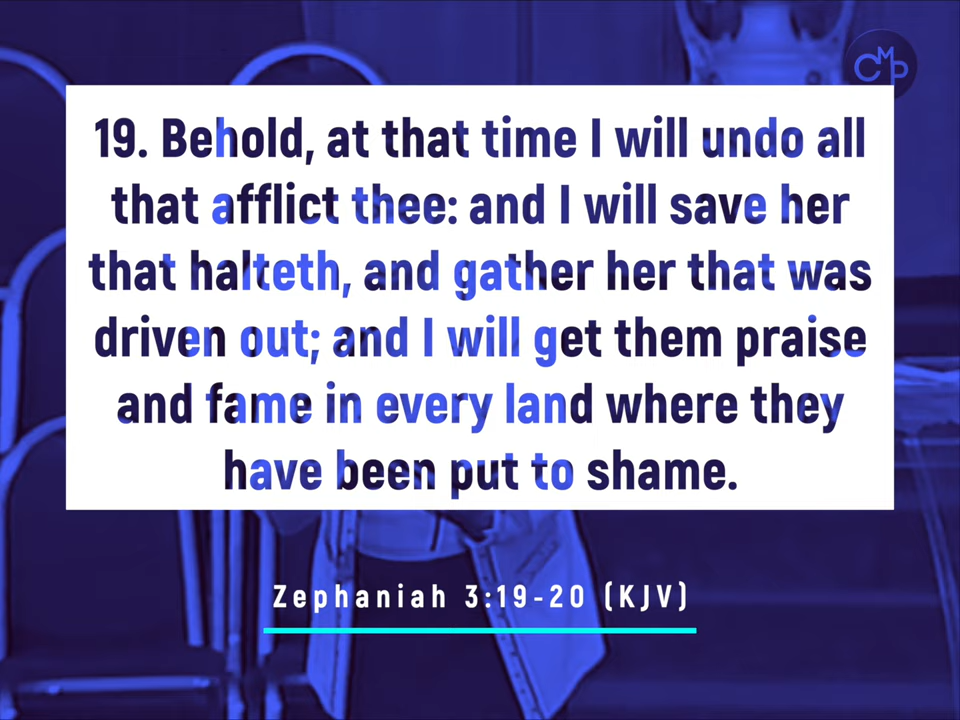 CMP
19. Behold, at that time I will undo all
that afflict thee: and I will save her
that halteth, and gather her that was
driven out; and I will get them praise
and fame in every land where they
have been put to shame.
Zephaniah 3:19-20 (KJV)